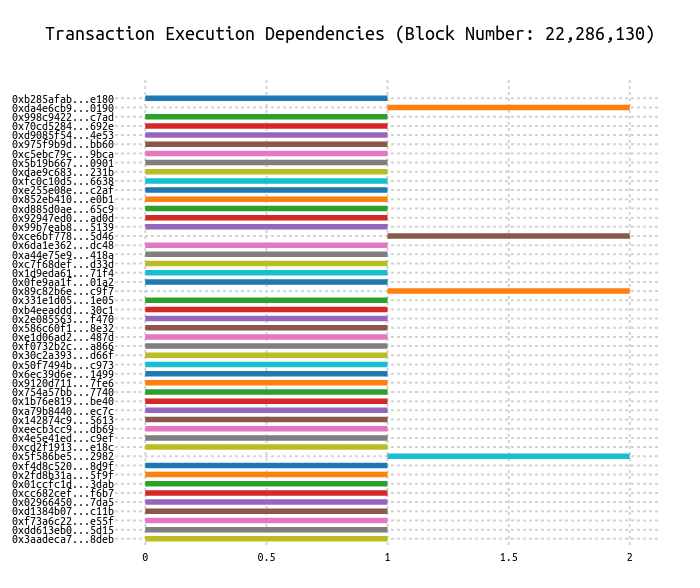 Transaction Execution Dependencies (Block Number: 22,286,130)
0xb285afab...e180
0xda4e6cb9...0190
0x998c9422...c7ad
0x70cd5284...692e
0xd9085f54...4e53
0x975f9b9d...bb60
0xc5ebc79c...9bca
0x5b19b667...0901
0xdae9c683...231b
0xfc0c10d5...6638
0xe255e08e...c2af
0x852eb410...e0b1
0xd885d0ae...65c9
0x92947ed0...ad0d
0x99b7eab8...5139
0xce6bf778...5d46
0x6da1e362...dc48
0xa44e75e9...418a
0xc7f68def...d33d
0x1d9eda61...71f4
0x0fe9aa1f...01a2
0x89c82b6e...c9f7
0x331e1d05...1e05
0xb4eeaddd...30c1
0x2e085563...f470
0x586c60f1...8e32
0xe1d06ad2...487d
0xf0732b2c...a866
0x30c2a393...d66f
0x50f7494b...c973
0x6ec39d6e...1499
0x9120d711...7fe6
0x754a57bb...7740
0x1b76e819...be40
0xa79b8440...ec7c
0x142874c9...5613
0xeecb3cc9...db69
0x4e5e41ed...c9ef
0xcd2f1913...e18c
0x5f586be5...2982
0xf4d8c520...8d9f
0x2fd8b31a...5f9f
0x01ccfc1d...3dab
0xcc682cef...f6b7
0x02966450...7da5
0xd1384b07...c11b
0xf73a6c22...e55f
0xdd613eb0...5d15
0x3aadeca7...8deb
0 0.5 1 1.5 2